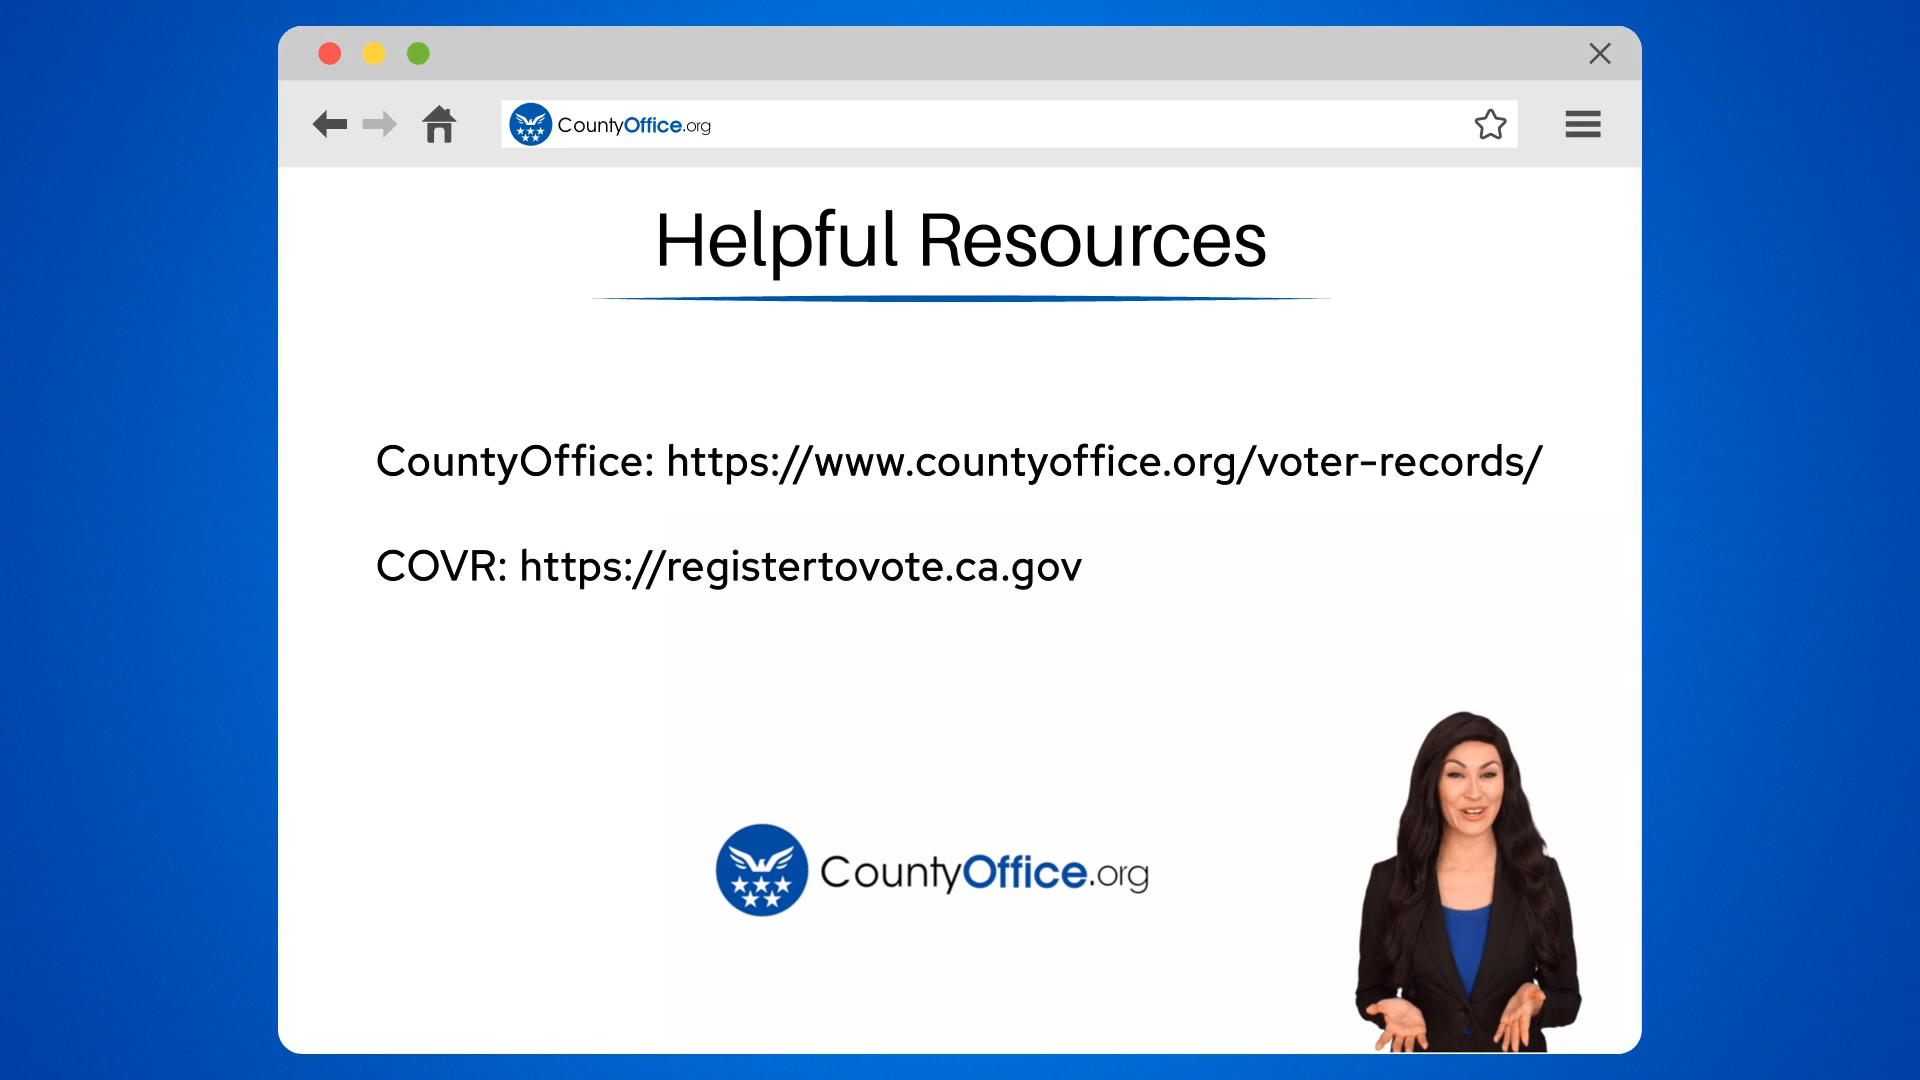 CountyOffice.org
Helpful Resources
CountyOffice: https://www.countyoffice.org/voter-records/
COVR: https://registertovote.ca.gov
CountyOffice.org